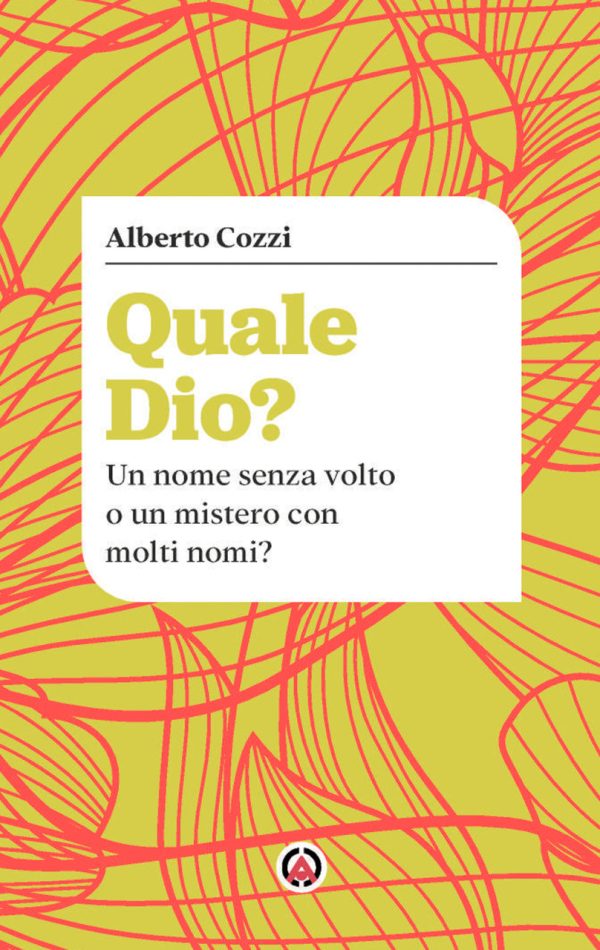 Alberto Cozzi
Quale
Dio?
Un nome senza volto
o un mistero con
molti nomi?